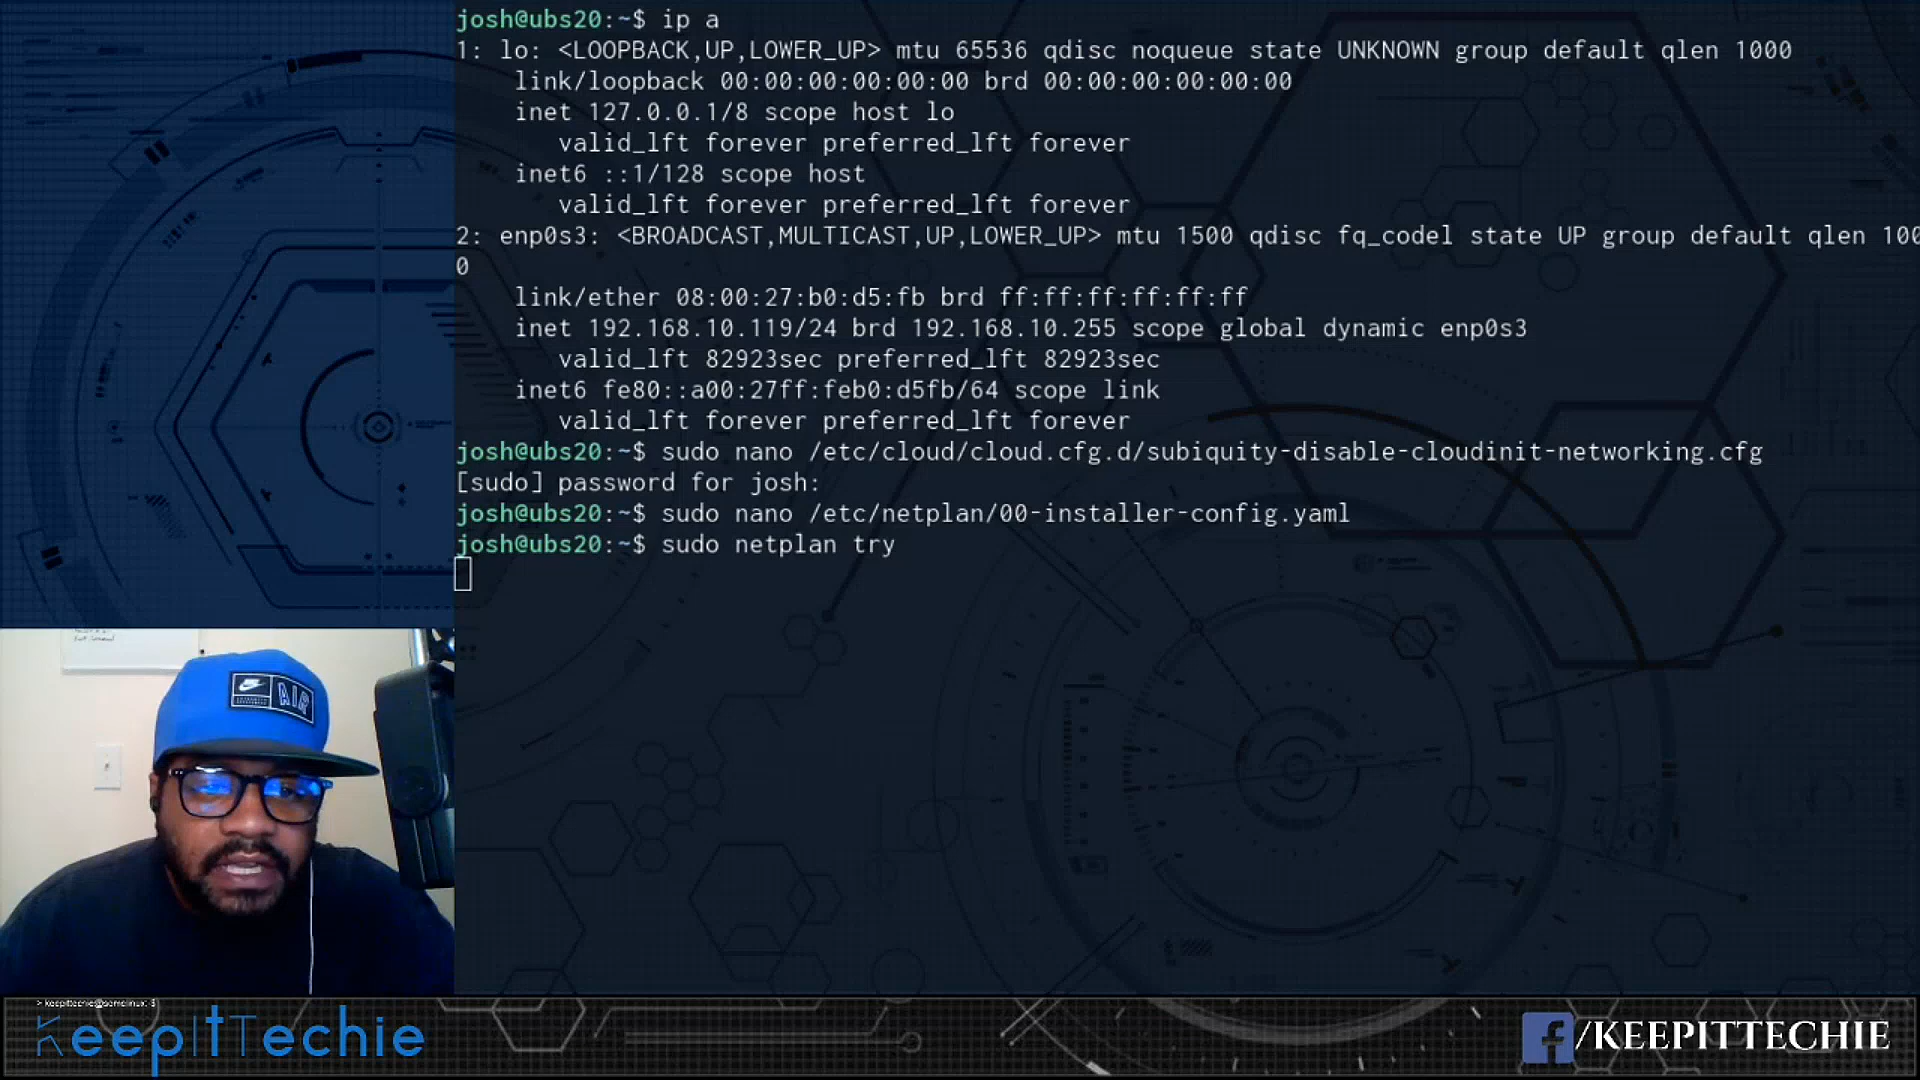 josh@ubs20:~$ ip a
1: lo: <LOOPBACK,UP,LOWER_UP> mtu 65536 qdisc noqueue state UNKNOWN group default qlen 1000
link/loopback 00:00:00:00:00:00 brd 00:00:00:00:00:00
inet 127.0.0.1/8 scope host lo
valid_lft forever preferred_lft forever
inet6 ::1/128 scope host
valid_lft forever preferred_lft forever
2: enp0s3: <BROADCAST,MULTICAST,UP,LOWER_UP> mtu 1500 qdisc fq_codel state UP group default qlen 100
0
link/ether 08:00:27:b0:d5:fb brd ff:ff:ff:ff:ff:ff
inet 192.168.10.119/24 brd 192.168.10.255 scope global dynamic enp0s3
valid_lft 82923sec preferred_lft 82923sec
inet6 fe80::a00:27ff:feb0:d5fb/64 scope link
valid_lft forever preferred_lft forever
josh@ubs20:~$ sudo nano /etc/cloud/cloud.cfg.d/subiquity-disable-cloudinit-networking.cfg
[sudo] password for josh:
josh@ubs20:~$ sudo nano /etc/netplan/00-installer-config.yaml
josh@ubs20:~$ sudo netplan try
AIR
KeepItTechie
/KEEPITTECHIE